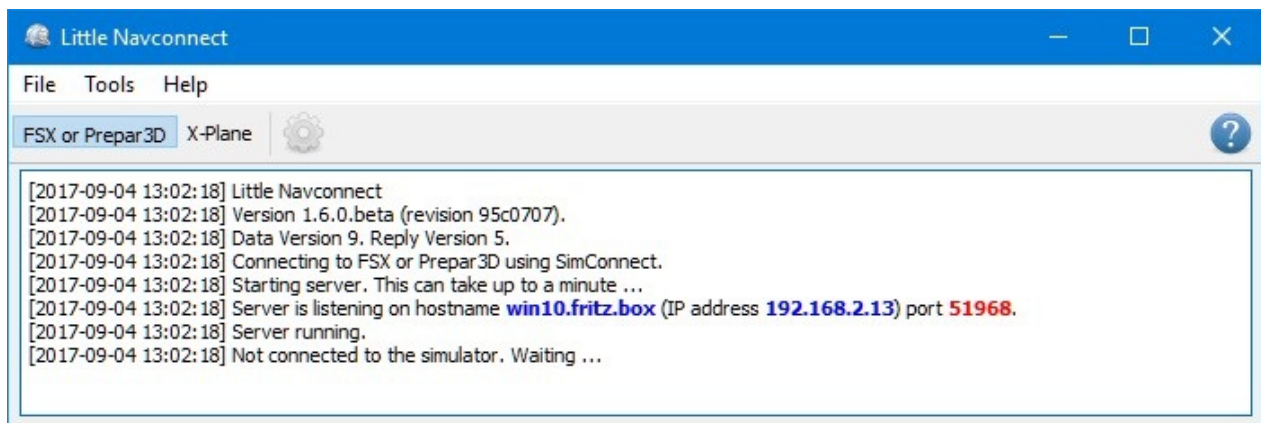 Little Navconnect
File Tools Help
FSX or Prepar3D X-Plane ?
[2017-09-04 13:02:18] Little Navconnect
[2017-09-04 13:02:18] Version 1.6.0.beta (revision 95c0707).
[2017-09-04 13:02:18] Data Version 9. Reply Version 5.
[2017-09-04 13:02:18] Connecting to FSX or Prepar3D using SimConnect.
[2017-09-04 13:02:18] Starting server. This can take up to a minute ...
[2017-09-04 13:02:18] Server is listening on hostname win10.fritz.box (IP address 192.168.2.13) port 51968.
[2017-09-04 13:02:18] Server running.
[2017-09-04 13:02:18] Not connected to the simulator. Waiting ...